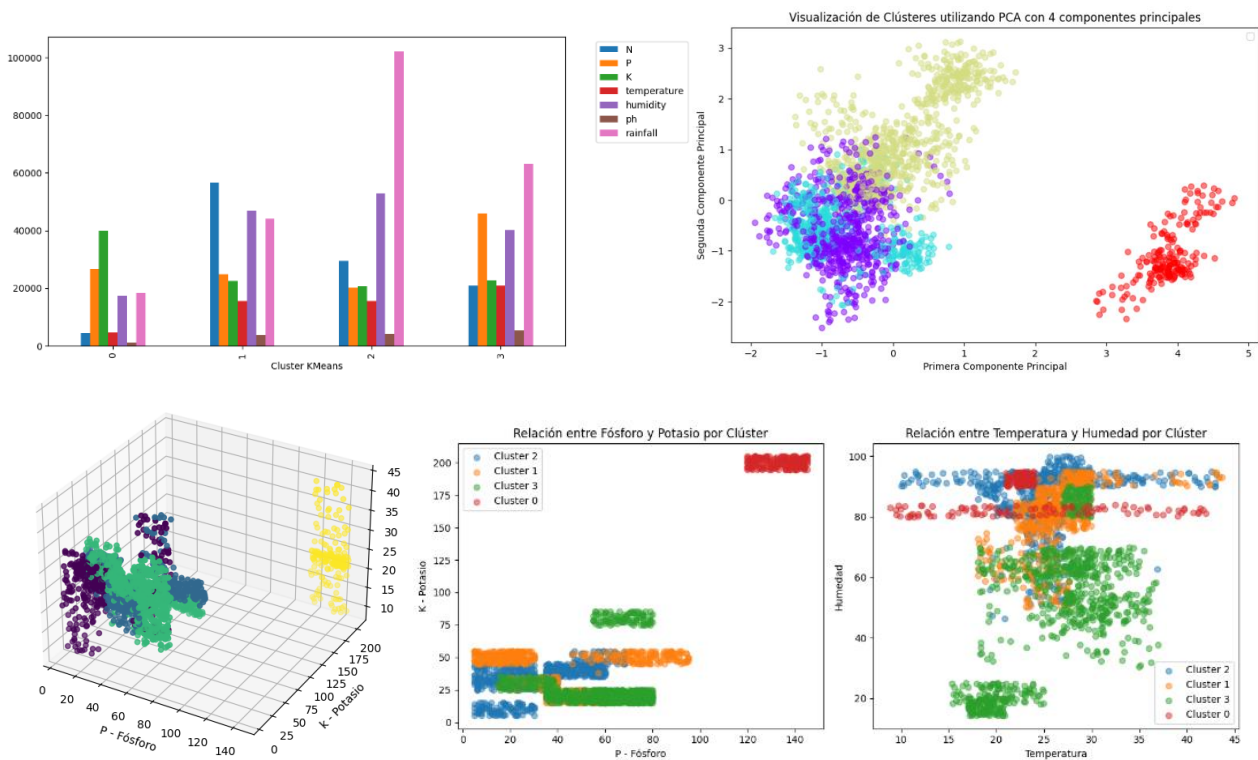 100000
80000
60000
40000
20000
0
0
1
2
3
Cluster KMeans
N
P
K
temperature
humidity
ph
rainfall
Visualización de Clústeres utilizando PCA con 4 componentes principales
Segunda Componente Principal
3
2
1
0
−1
−2
−2
−1
0
1
2
3
4
5
Primera Componente Principal
45
40
35
30
25
20
15
10
0
20
40
60
80
100
120
140
P - Fósforo
0
25
50
75
100
125
150
175
200
k - Potasio
Relación entre Fósforo y Potasio por Clúster
Cluster 2
Cluster 1
Cluster 3
Cluster 0
K - Potasio
200
175
150
125
100
75
50
25
0
0
20
40
60
80
100
120
140
P - Fósforo
Relación entre Temperatura y Humedad por Clúster
Humedad
100
80
60
40
20
Cluster 2
Cluster 1
Cluster 3
Cluster 0
10
15
20
25
30
35
40
45
Temperatura